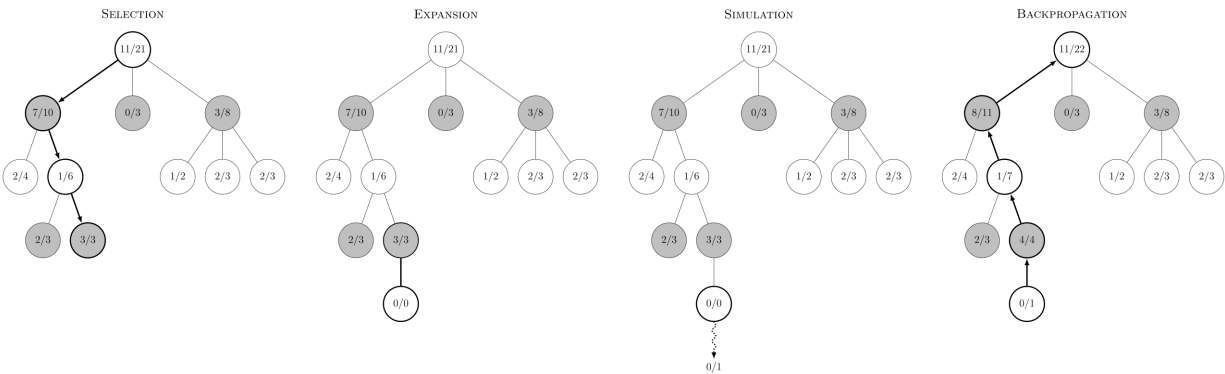 SELECTION
11/21
7/10 0/3 3/8
2/4 1/6 1/2 2/3 2/3
2/3 3/3
EXPANSION
11/21
7/10 0/3 3/8
2/4 1/6 1/2 2/3 2/3
2/3 3/3
0/0
SIMULATION
11/21
7/10 0/3 3/8
2/4 1/6 1/2 2/3 2/3
2/3 3/3
0/0
0/1
BACKPROPAGATION
11/22
8/11 0/3 3/8
2/4 1/7 1/2 2/3 2/3
2/3 4/4
0/1